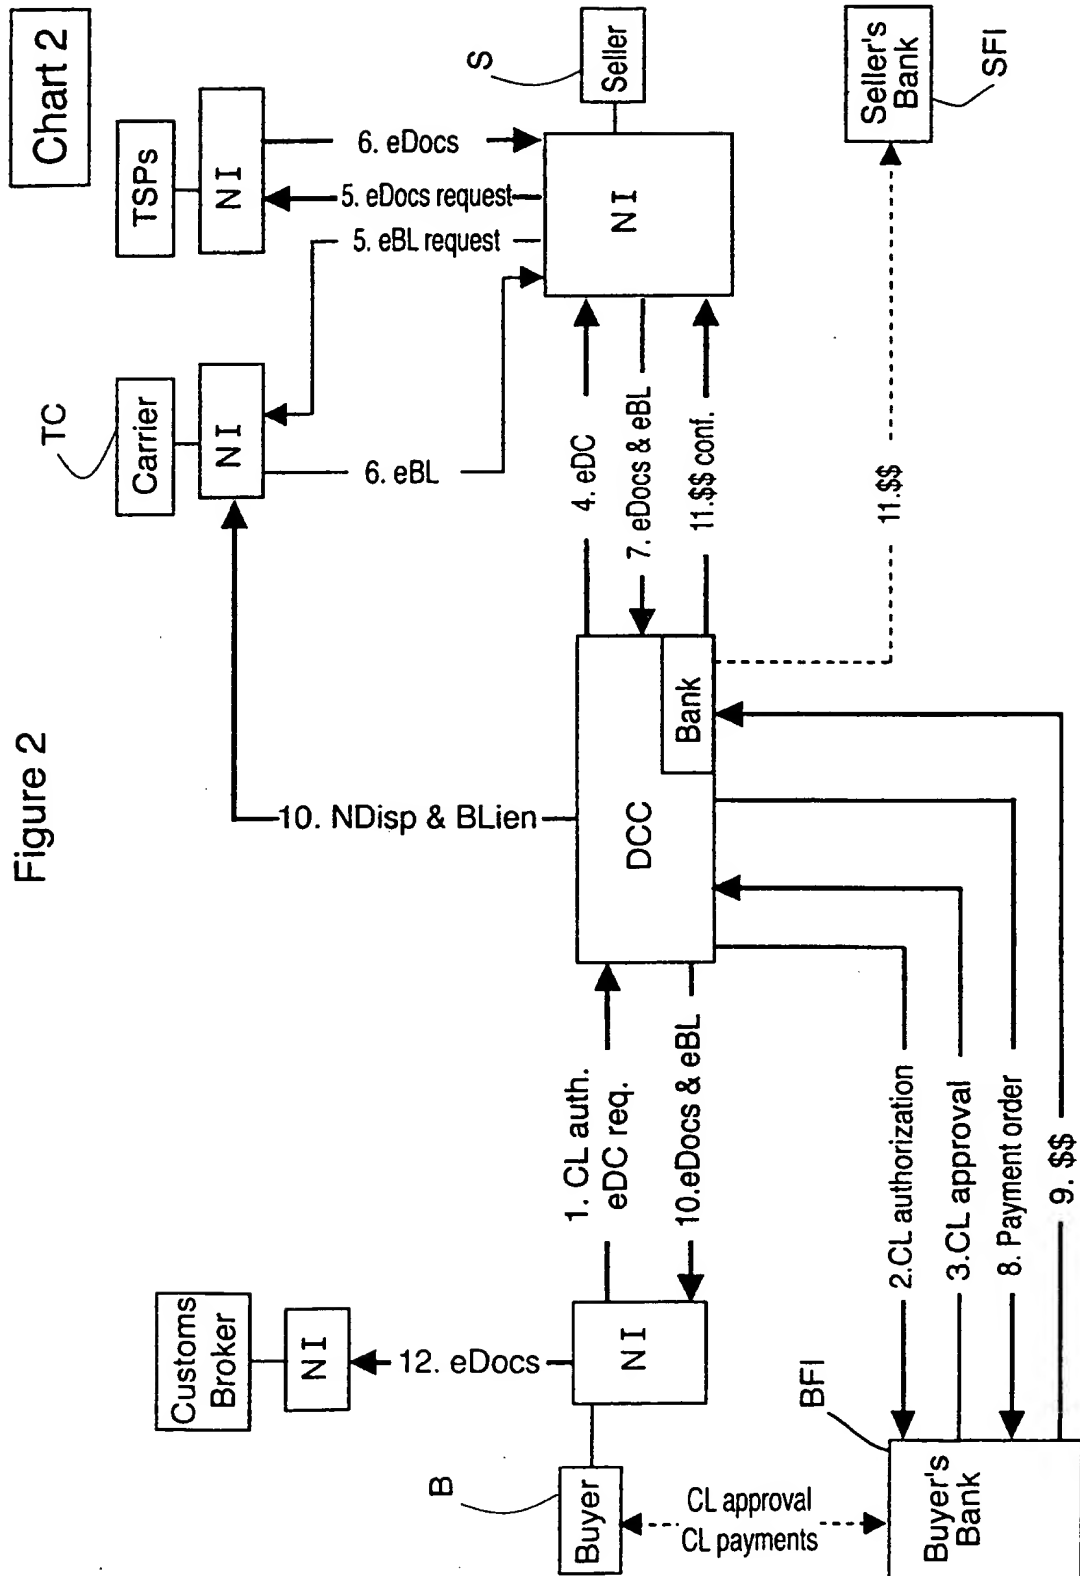 Figure 2
Chart 2
Customs
Broker
NI
12. eDocs
B
Buyer
NI
1. CL auth.
eDC req.
10.eDocs & eBL
CL approval
CL payments
BFI
Buyer's
Bank
2.CL authorization
3.CL approval
8. Payment order
9. $$
DCC
Bank
10. NDisp & BLien
TC
Carrier
NI
6. eBL
5. eBL request
TSPs
NI
5. eDocs request
6. eDocs
4. eDC
7. eDocs & eBL
11.$$ conf.
NI
S
Seller
11.$$
Seller's
Bank
SFI